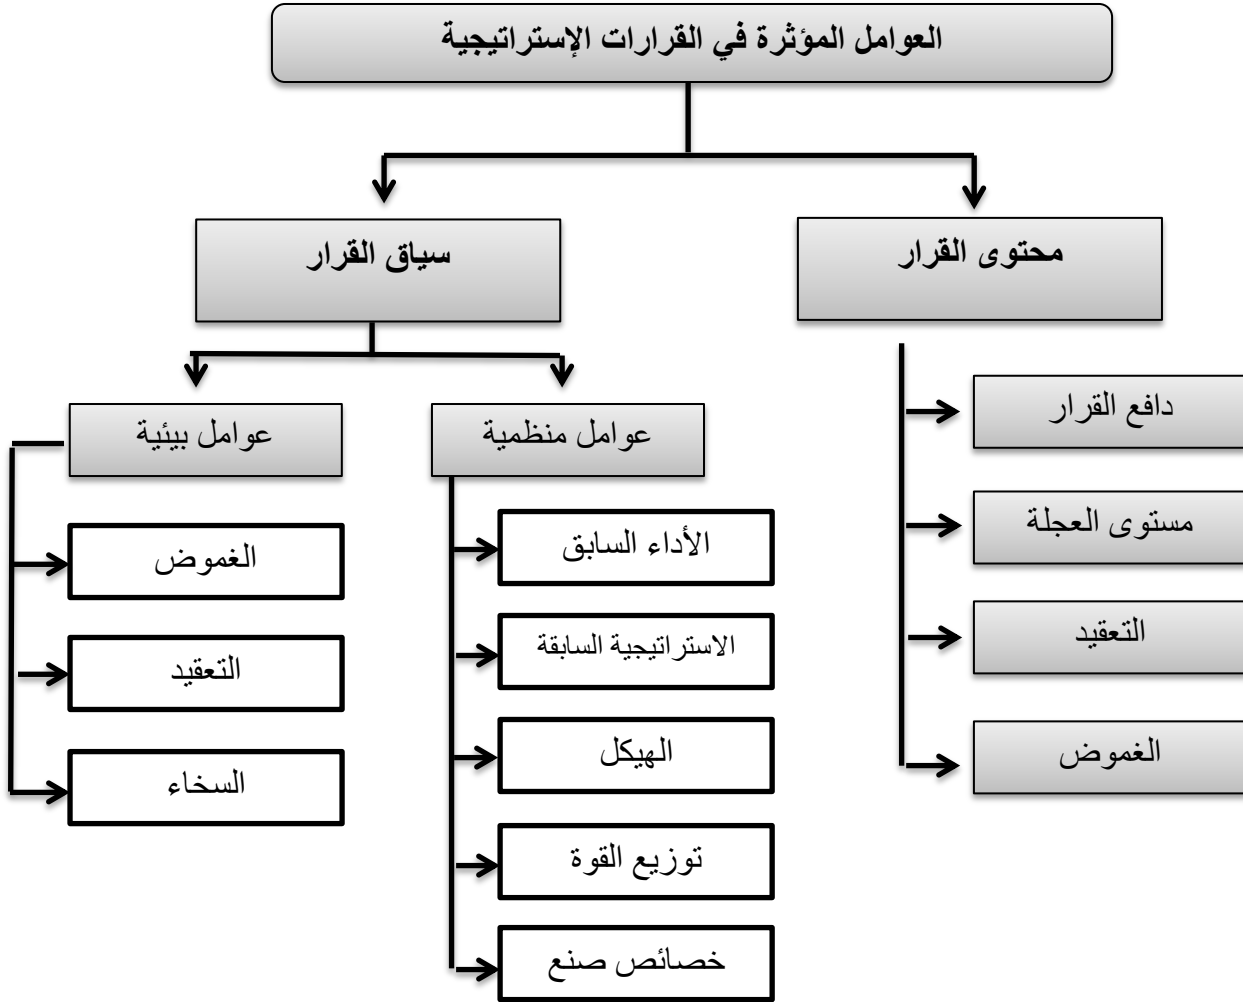 العوامل المؤثرة في القرارات الإستراتيجية
محتوى القرار
سياق القرار
دافع القرار
مستوى العجلة
التعقيد
الغموض
عوامل منظمية
الأداء السابق
الاستراتيجية السابقة
الهيكل
توزيع القوة
خصائص صنع
عوامل بيئية
الغموض
التعقيد
السخاء